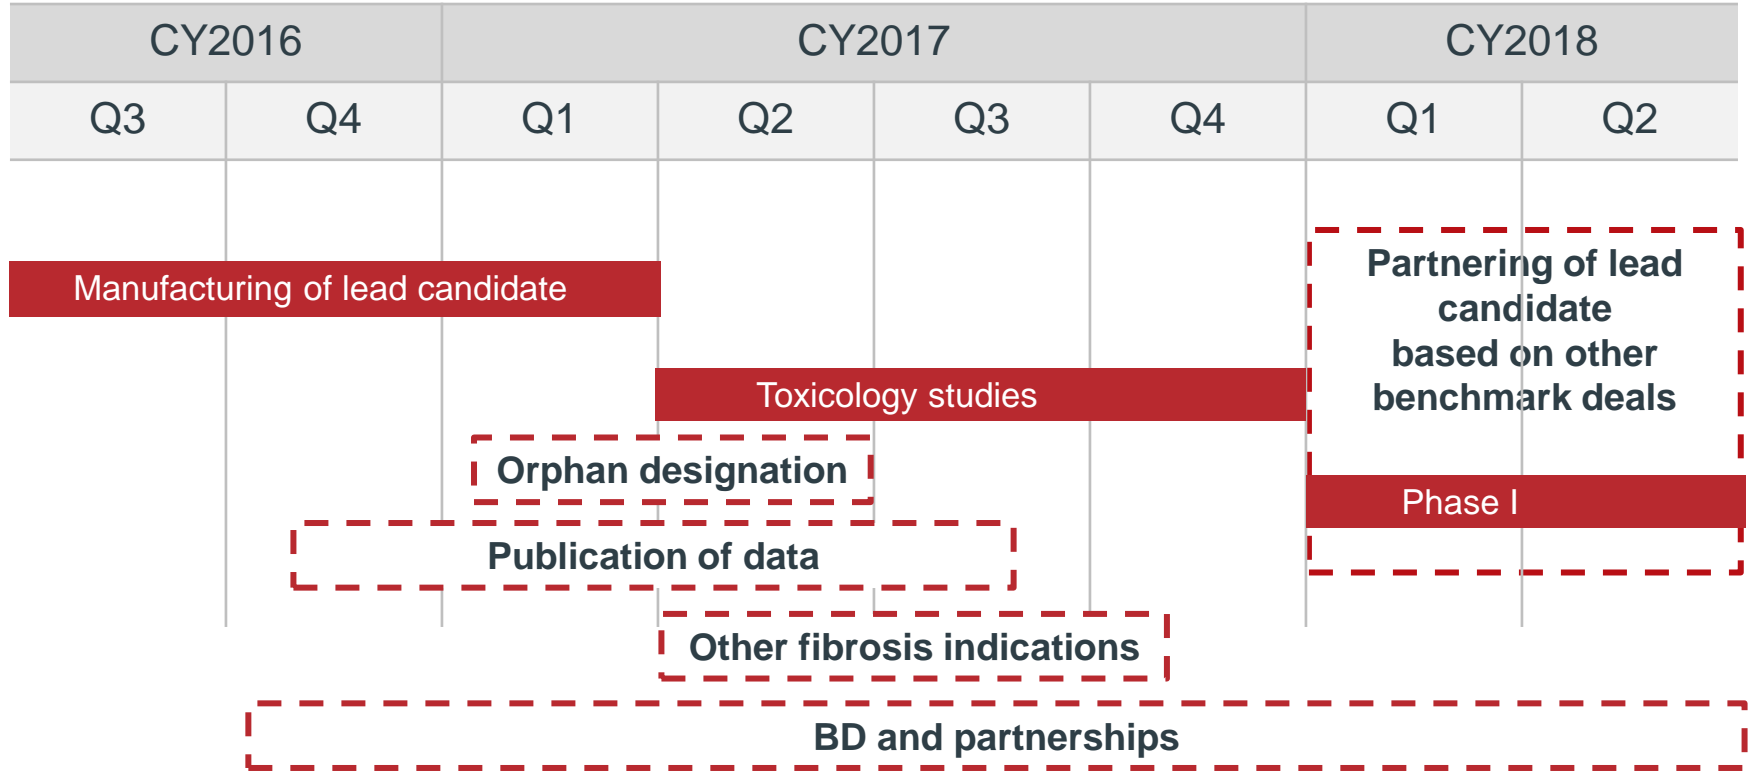 CY2016 CY2017 CY2018
Q3 Q4 Q1 Q2 Q3 Q4 Q1 Q2
Manufacturing of lead candidate
Partnering of lead
candidate
based on other
benchmark deals
Toxicology studies
Orphan designation
Phase I
Publication of data
Other fibrosis indications
BD and partnerships